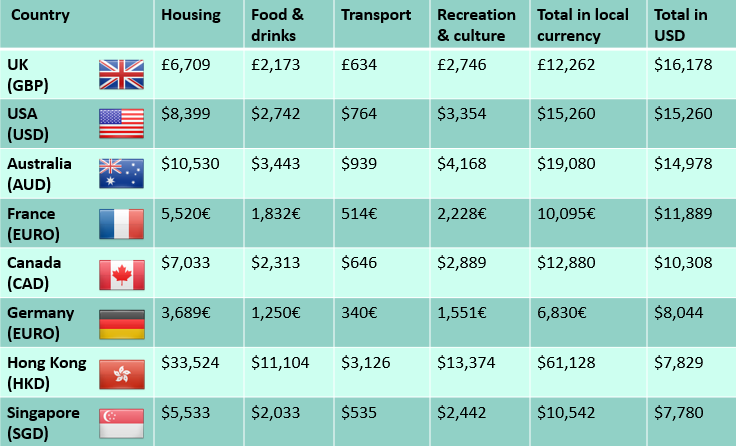 Country Housing Food & drinks Transport Recreation & culture Total in local currency Total in USD
UK (GBP) £6,709 £2,173 £634 £2,746 £12,262 $16,178
USA (USD) $8,399 $2,742 $764 $3,354 $15,260 $15,260
Australia (AUD) $10,530 $3,443 $939 $4,168 $19,080 $14,978
France (EURO) 5,520€ 1,832€ 514€ 2,228€ 10,095€ $11,889
Canada (CAD) $7,033 $2,313 $646 $2,889 $12,880 $10,308
Germany (EURO) 3,689€ 1,250€ 340€ 1,551€ 6,830€ $8,044
Hong Kong (HKD) $33,524 $11,104 $3,126 $13,374 $61,128 $7,829
Singapore (SGD) $5,533 $2,033 $535 $2,442 $10,542 $7,780